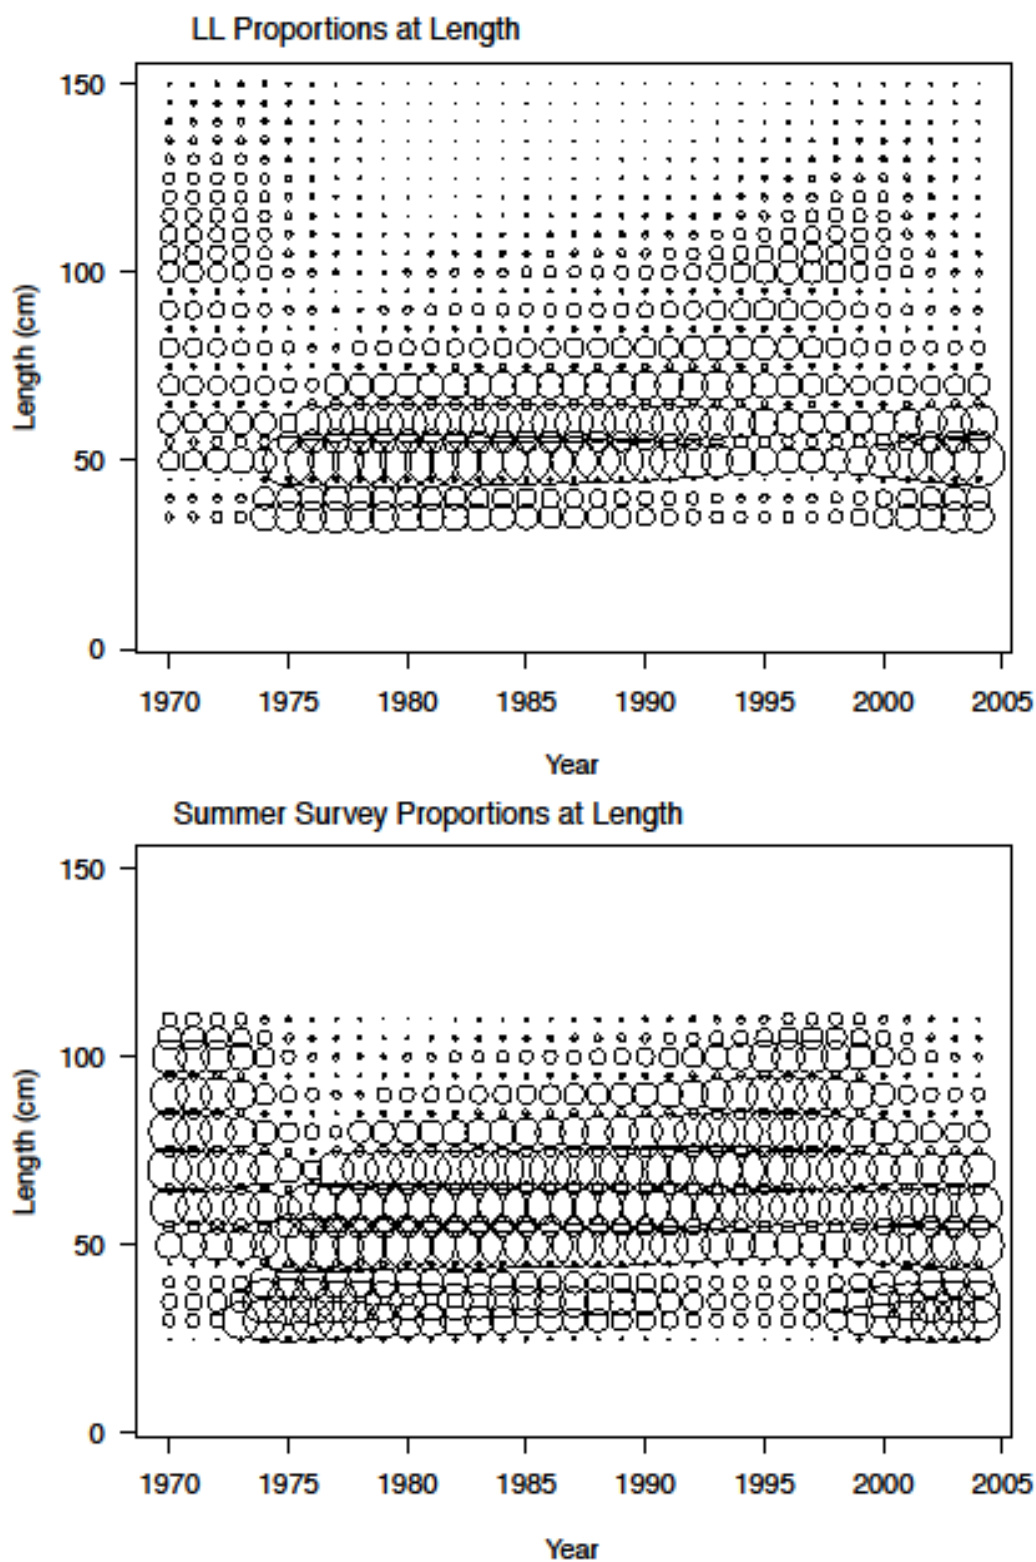 LL Proportions at Length
150
100
50
0
Length (cm)
1970 1975 1980 1985 1990 1995 2000 2005
Year
Summer Survey Proportions at Length
150
100
50
0
Length (cm)
1970 1975 1980 1985 1990 1995 2000 2005
Year